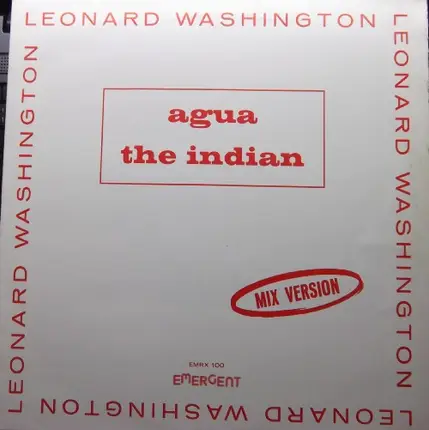 LEONARD WASHINGTON
LEONARD WASHINGTON
LEONARD WASHINGTON
agua
the indian
MIX VERSION
EMRX 100
EMERGENT
LEONARD WASHINGTON